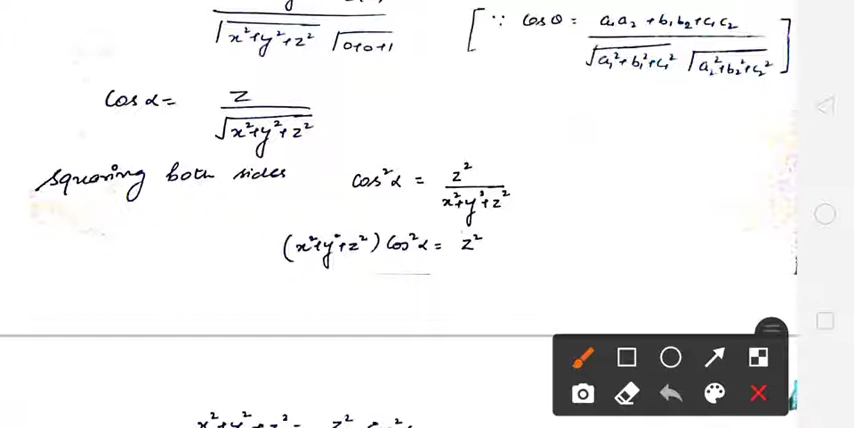 √x²+y²+z² √0+0+1
[∵ cos θ = a₁a₂ + b₁b₂ + c₁c₂ / √a₁²+b₁²+c₁² √a₂²+b₂²+c₂²]
Cos α = z / √x²+y²+z²
Squaring both sides cos²α = z² / x²+y²+z²
(x²+y²+z²) Cos²α = z²